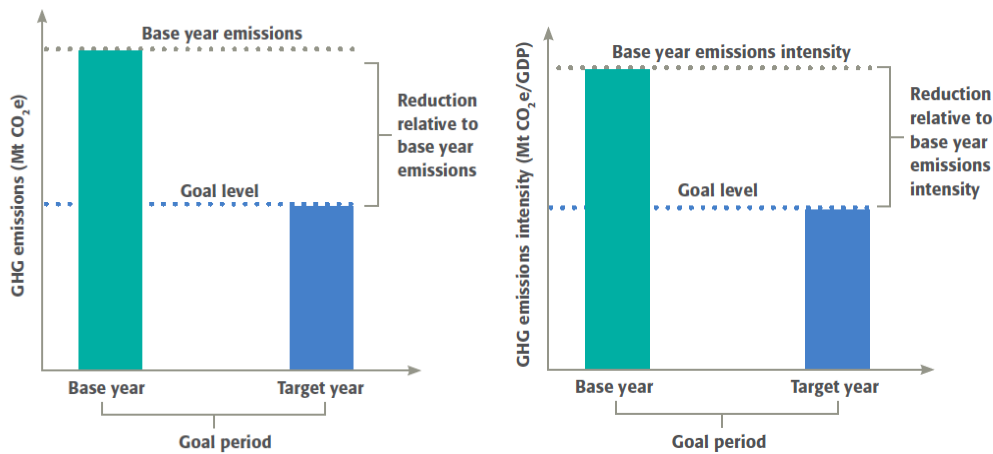 Base year emissions
GHG emissions (Mt CO₂e)
Reduction
relative to
base year
emissions
Goal level
Base year
Target year
Goal period
Base year emissions intensity
GHG emissions intensity (Mt CO₂e/GDP)
Reduction
relative to
base year
emissions
intensity
Goal level
Base year
Target year
Goal period